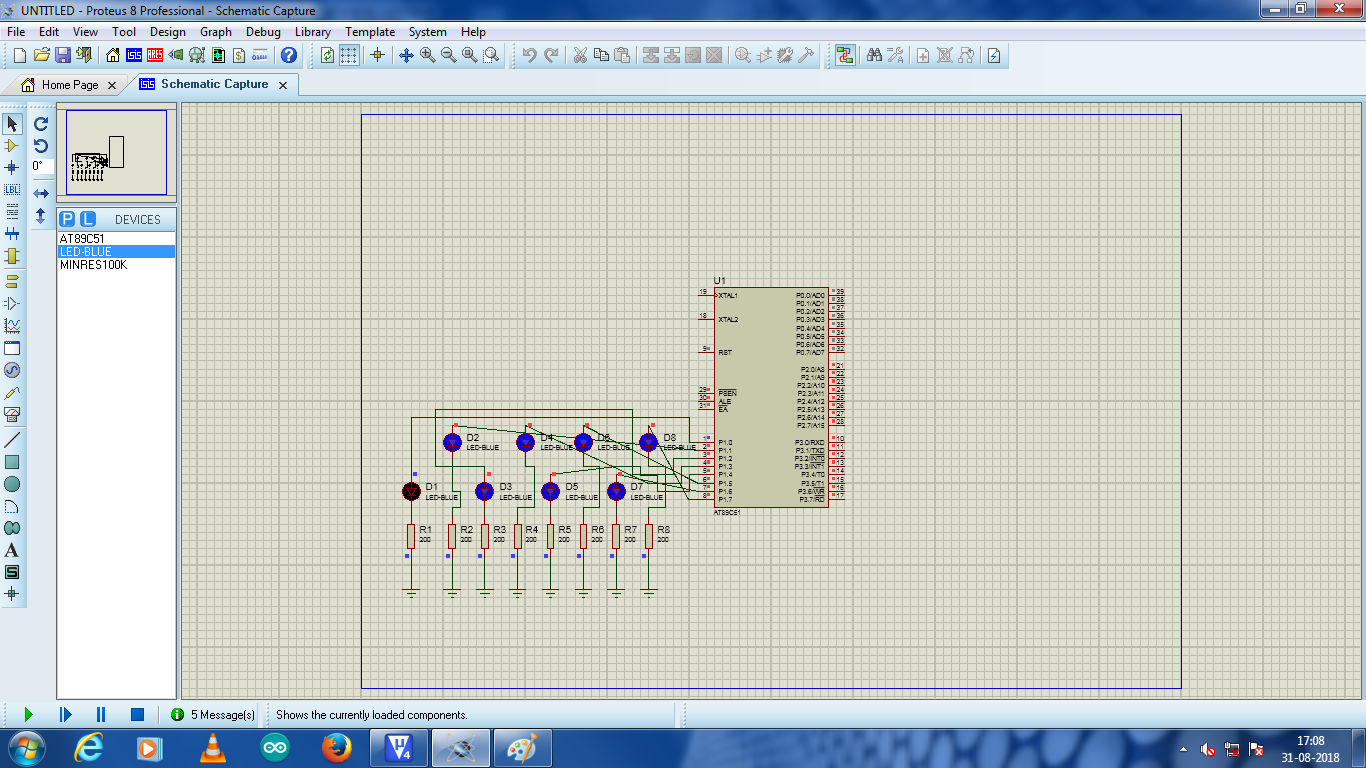 UNTITLED - Proteus 8 Professional - Schematic Capture
File Edit View Tool Design Graph Debug Library Template System Help
ISIS ARES
Home Page
ISIS Schematic Capture
0°
LBL
P L DEVICES
AT89C51
LED-BLUE
MINRES100K
A
S
U1
19 XTAL1
18 XTAL2
9 RST
29 PSEN
30 ALE
31 EA
1 P1.0
2 P1.1
3 P1.2
4 P1.3
5 P1.4
6 P1.5
7 P1.6
8 P1.7
P0.0/AD0 39
P0.1/AD1 38
P0.2/AD2 37
P0.3/AD3 36
P0.4/AD4 35
P0.5/AD5 34
P0.6/AD6 33
P0.7/AD7 32
P2.0/A8 21
P2.1/A9 22
P2.2/A10 23
P2.3/A11 24
P2.4/A12 25
P2.5/A13 26
P2.6/A14 27
P2.7/A15 28
P3.0/RXD 10
P3.1/TXD 11
P3.2/INT0 12
P3.3/INT1 13
P3.4/T0 14
P3.5/T1 15
P3.6/WR 16
P3.7/RD 17
AT89C51
D2 D4 D6 D8
LED-BLUE LED-BLUE LED-BLUE LED-BLUE
D1 D3 D5 D7
LED-BLUE LED-BLUE LED-BLUE LED-BLUE
R1 R2 R3 R4 R5 R6 R7 R8
200 200 200 200 200 200 200 200
5 Message(s) Shows the currently loaded components.
17:08
31-08-2018